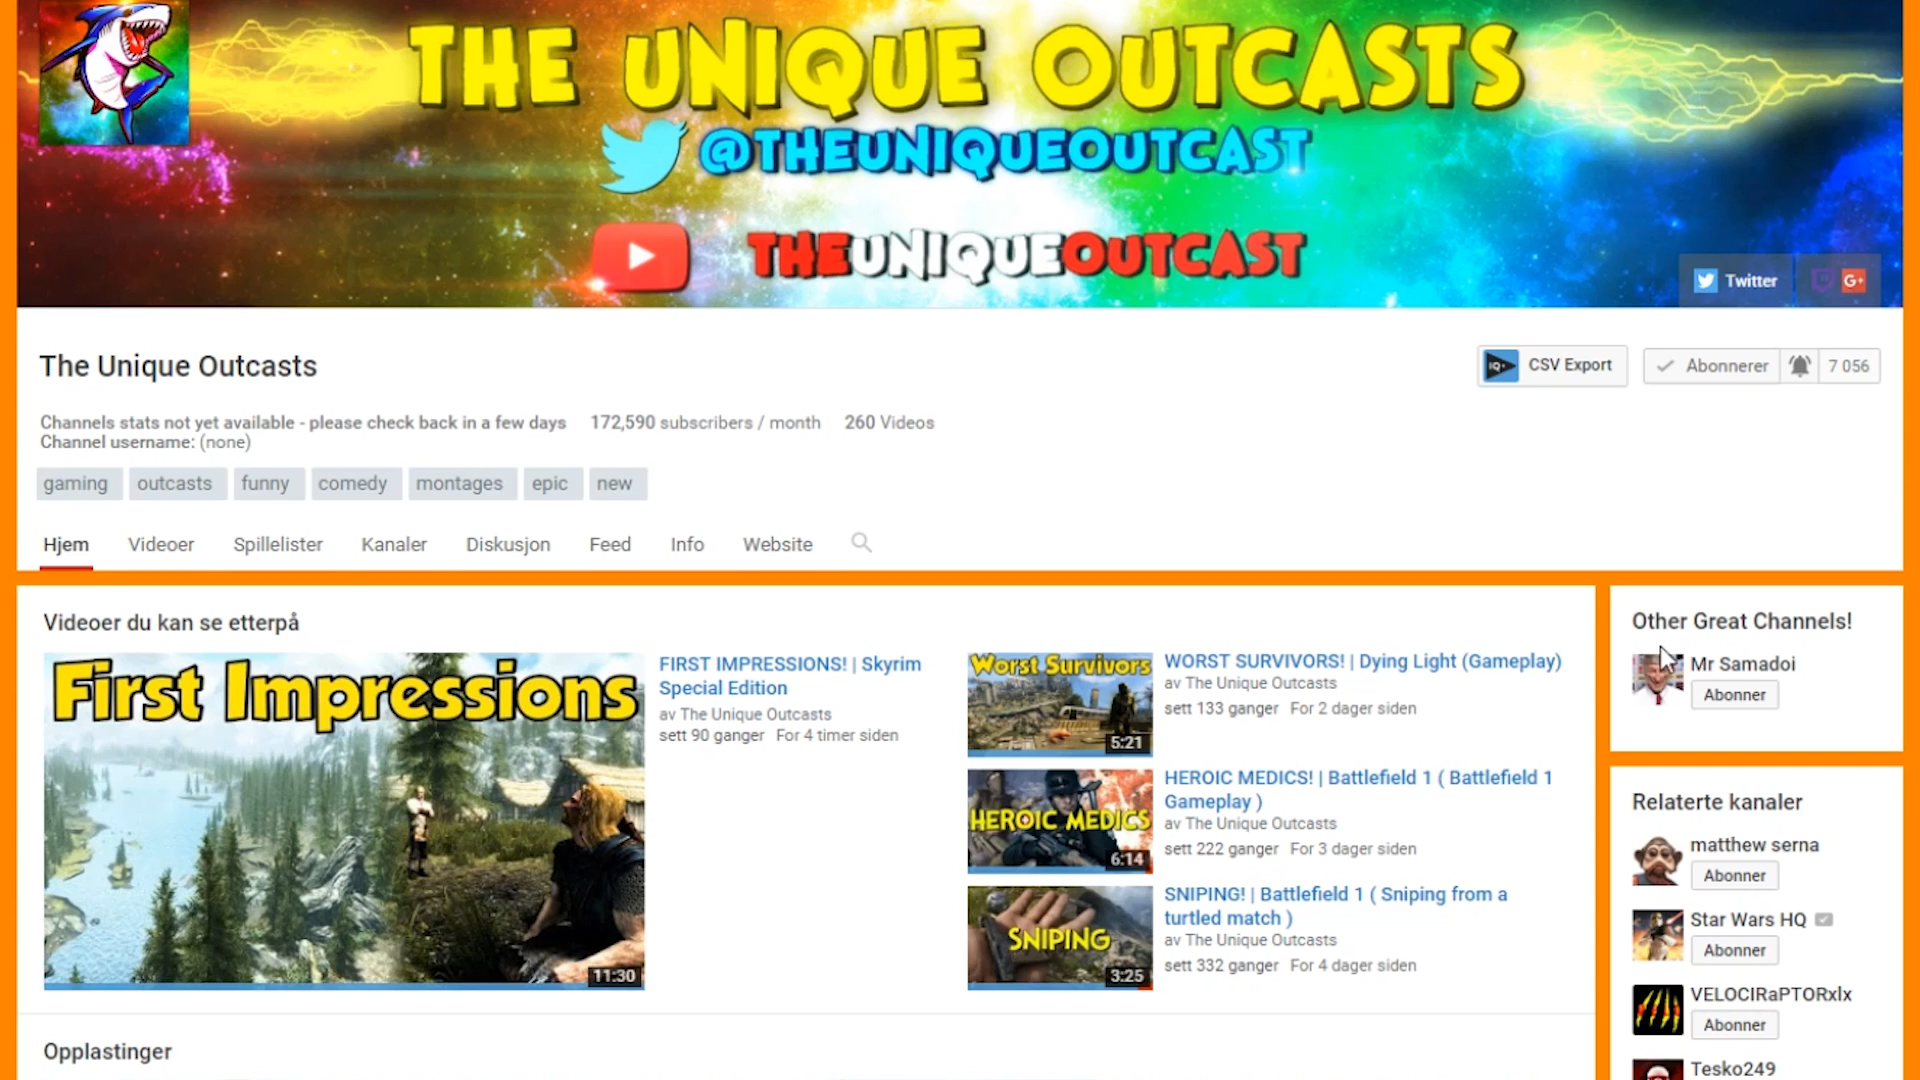 THE UNIQUE OUTCASTS
@THEUNIQUEOUTCAST
THEUNIQUEOUTCAST
Twitter
G+
The Unique Outcasts
IQ+
CSV Export
Abonnerer
7 056
Channels stats not yet available - please check back in a few days 172,590 subscribers / month 260 Videos
Channel username: (none)
gaming outcasts funny comedy montages epic new
Hjem Videoer Spillelister Kanaler Diskusjon Feed Info Website
Videoer du kan se etterpå
First Impressions
11:30
FIRST IMPRESSIONS! | Skyrim
Special Edition
av The Unique Outcasts
sett 90 ganger For 4 timer siden
Worst Survivors
5:21
WORST SURVIVORS! | Dying Light (Gameplay)
av The Unique Outcasts
sett 133 ganger For 2 dager siden
HEROIC MEDICS
6:14
HEROIC MEDICS! | Battlefield 1 ( Battlefield 1
Gameplay )
av The Unique Outcasts
sett 222 ganger For 3 dager siden
SNIPING
3:25
SNIPING! | Battlefield 1 ( Sniping from a
turtled match )
av The Unique Outcasts
sett 332 ganger For 4 dager siden
Opplastinger
Other Great Channels!
Mr Samadoi
Abonner
Relaterte kanaler
matthew serna
Abonner
Star Wars HQ
Abonner
VELOCIRaPTORxlx
Abonner
Tesko249